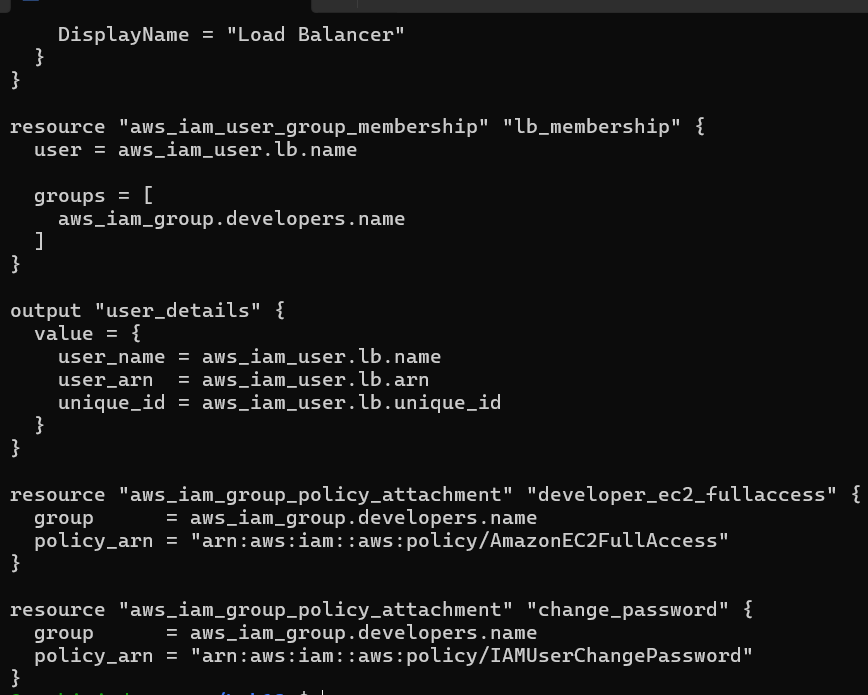 DisplayName = "Load Balancer"
  }
}

resource "aws_iam_user_group_membership" "lb_membership" {
  user = aws_iam_user.lb.name

  groups = [
    aws_iam_group.developers.name
  ]
}

output "user_details" {
  value = {
    user_name = aws_iam_user.lb.name
    user_arn  = aws_iam_user.lb.arn
    unique_id = aws_iam_user.lb.unique_id
  }
}

resource "aws_iam_group_policy_attachment" "developer_ec2_fullaccess" {
  group      = aws_iam_group.developers.name
  policy_arn = "arn:aws:iam::aws:policy/AmazonEC2FullAccess"
}

resource "aws_iam_group_policy_attachment" "change_password" {
  group      = aws_iam_group.developers.name
  policy_arn = "arn:aws:iam::aws:policy/IAMUserChangePassword"
}